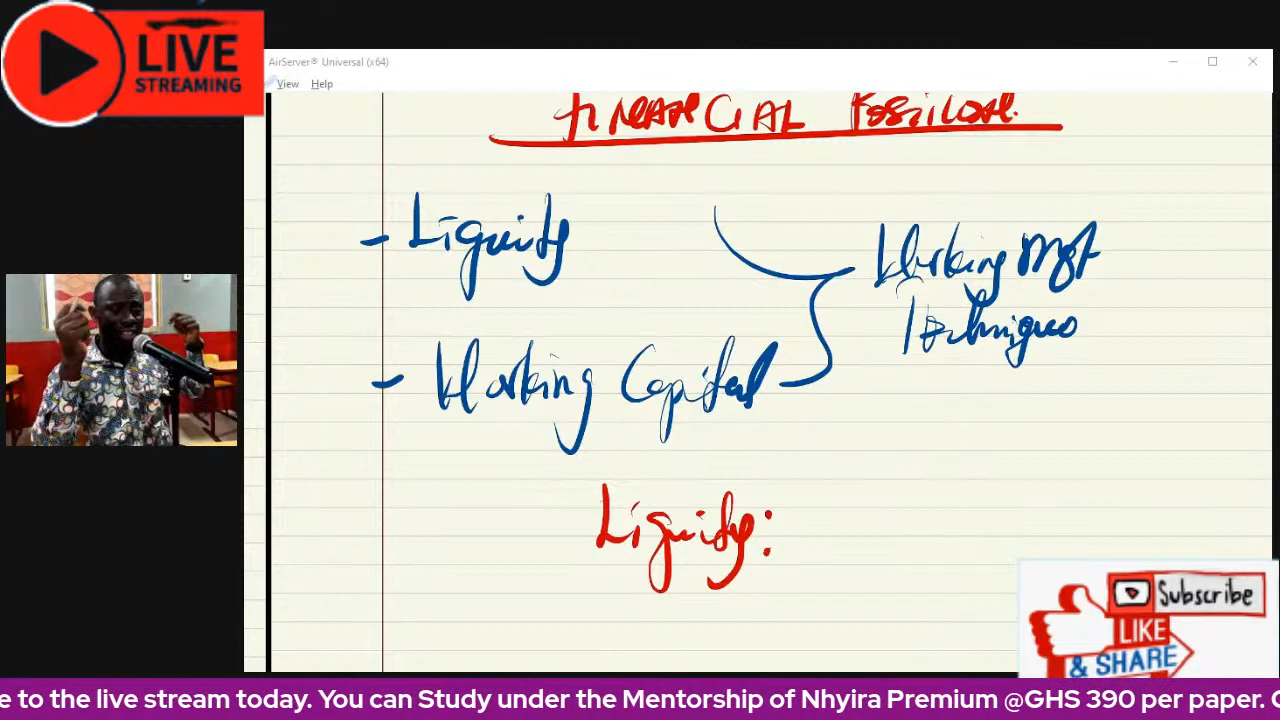 LIVE
STREAMING
AirServer® Universal (x64)
View Help
FINANCIAL
- Liquidity
Working Mgt
Techniques
- Working Capital
Liquidity:
Subscribe
LIKE
& SHARE
e to the live stream today. You can Study under the Mentorship of Nhyira Premium @GHS 390 per paper. C